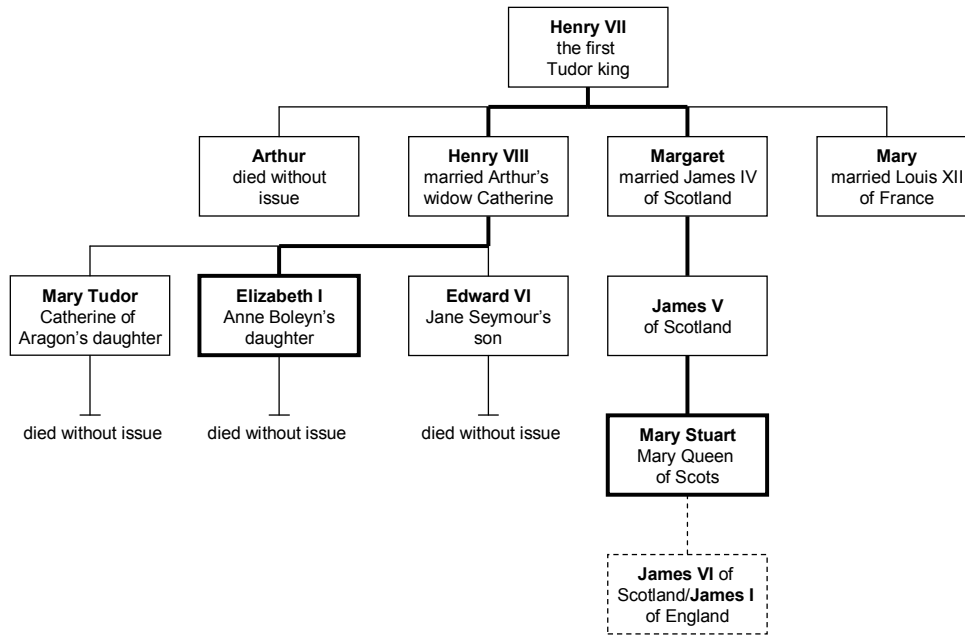 Henry VII
the first
Tudor king
Arthur
died without
issue
Henry VIII
married Arthur’s
widow Catherine
Margaret
married James IV
of Scotland
Mary
married Louis XII
of France
Mary Tudor
Catherine of
Aragon’s daughter
Elizabeth I
Anne Boleyn’s
daughter
Edward VI
Jane Seymour’s
son
James V
of Scotland
died without issue
died without issue
died without issue
Mary Stuart
Mary Queen
of Scots
James VI of
Scotland/James I
of England